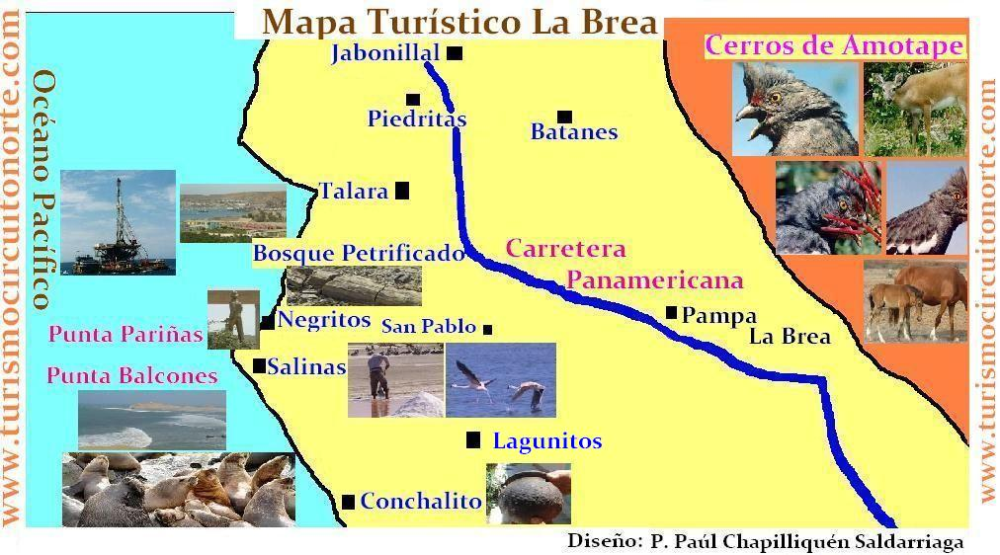 Mapa Turístico La Brea
www.turismocircuitonorte.com
Océano Pacífico
Jabonillal
Cerros de Amotape
Piedritas
Batanes
Talara
Bosque Petrificado
Carretera
Panamericana
Negritos
San Pablo
Pampa
La Brea
Punta Pariñas
Salinas
Punta Balcones
Lagunitos
Conchalito
www.turismocircuitonorte.com
Diseño: P. Paúl Chapilliquén Saldarriaga